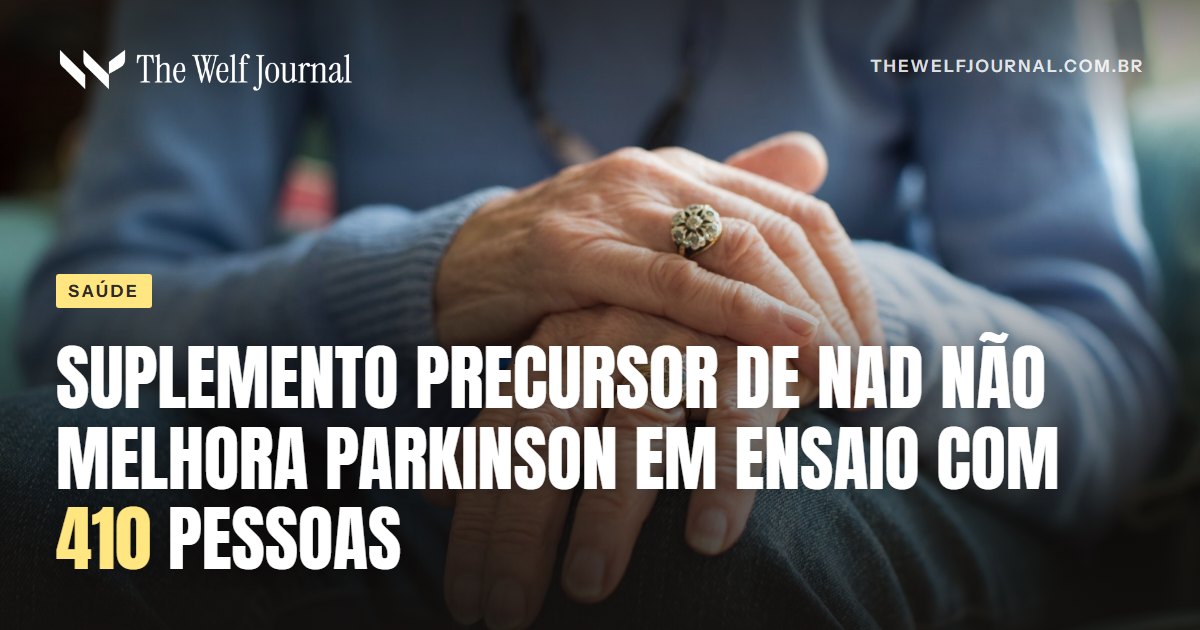 The Welf Journal
THEWELFJOURNAL.COM.BR
SAÚDE
SUPLEMENTO PRECURSOR DE NAD NÃO
MELHORA PARKINSON EM ENSAIO COM
410 PESSOAS